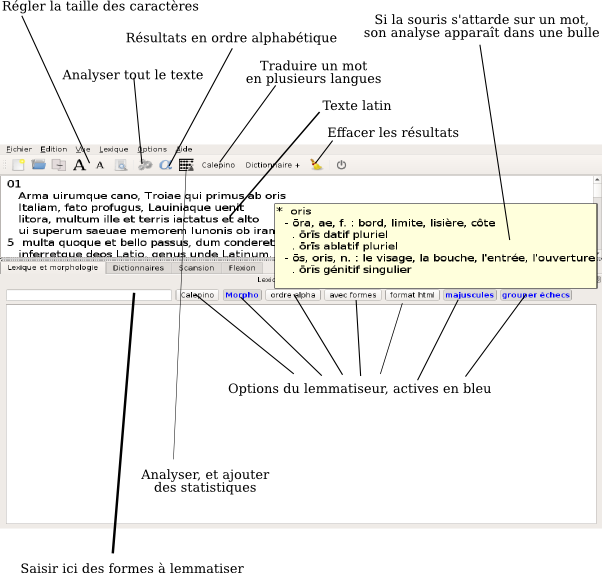 Régler la taille des caractères
Si la souris s'attarde sur un mot,
son analyse apparaît dans une bulle
Résultats en ordre alphabétique
Analyser tout le texte
Traduire un mot
en plusieurs langues
Texte latin
Effacer les résultats
Fichier Edition Vue Lexique Options Aide
A A α Calepino Dictionnaire +
01
Arma uirumque cano, Troiae qui primus ab oris
Italiam, fato profugus, Lauiniaque uenit
litora, multum ille et terris iactatus et alto
ui superum saeuae memorem Iunonis ob iran
5 multa quoque et bello passus, dum conderet
inferretque deos Latio, genus unde Latinum,
* oris
- ōra, ae, f. : bord, limite, lisière, côte
. ōrīs datif pluriel
. ōrīs ablatif pluriel
- ōs, oris, n. : le visage, la bouche, l'entrée, l'ouverture
. ōrĭs génitif singulier
Lexique et morphologie Dictionnaires Scansion Flexion
Calepino Morpho ordre alpha avec formes format html majuscules grouper échecs
Options du lemmatiseur, actives en bleu
Analyser, et ajouter
des statistiques
Saisir ici des formes à lemmatiser